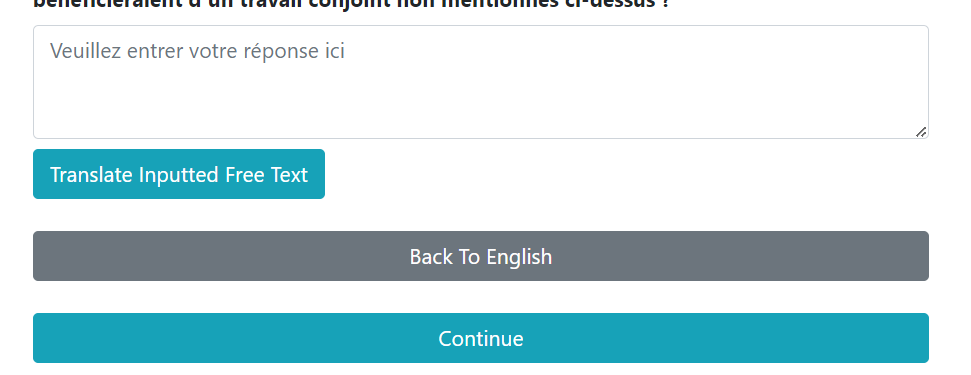 bénéficieraient d'un travail conjoint non mentionnés ci-dessus ?
Veuillez entrer votre réponse ici
Translate Inputted Free Text
Back To English
Continue